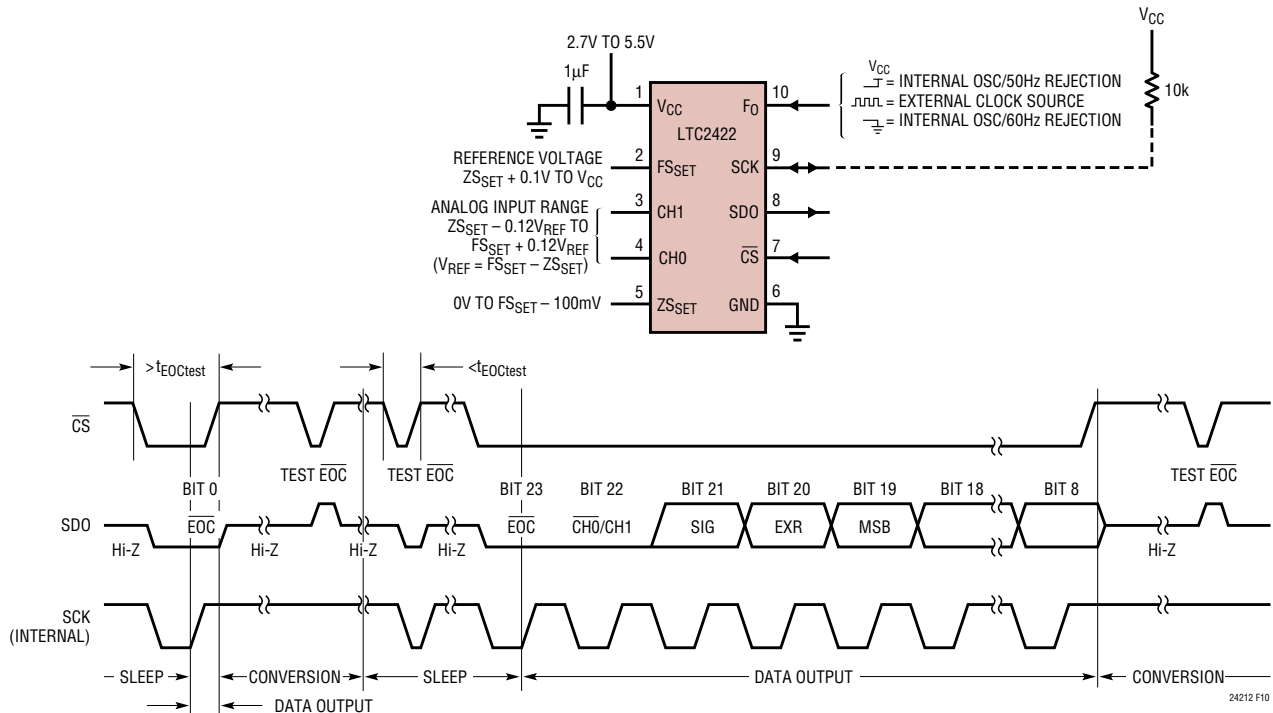 VCC
2.7V TO 5.5V
1µF
1
VCC
FO
10
VCC
= INTERNAL OSC/50Hz REJECTION
= EXTERNAL CLOCK SOURCE
= INTERNAL OSC/60Hz REJECTION
10k
LTC2422
REFERENCE VOLTAGE
ZSSET + 0.1V TO VCC
2
FSSET
SCK
9
ANALOG INPUT RANGE
ZSSET – 0.12VREF TO
FSSET + 0.12VREF
(VREF = FSSET – ZSSET)
3
CH1
SDO
8
4
CH0
CS
7
0V TO FSSET – 100mV
5
ZSSET
GND
6
>tEOCtest
<tEOCtest
CS
TEST EOC
TEST EOC
TEST EOC
BIT 0
BIT 23
BIT 22
BIT 21
BIT 20
BIT 19
BIT 18
BIT 8
SDO
EOC
EOC
CH0/CH1
SIG
EXR
MSB
Hi-Z
Hi-Z
Hi-Z
Hi-Z
Hi-Z
SCK
(INTERNAL)
SLEEP
CONVERSION
SLEEP
DATA OUTPUT
CONVERSION
DATA OUTPUT
24212 F10